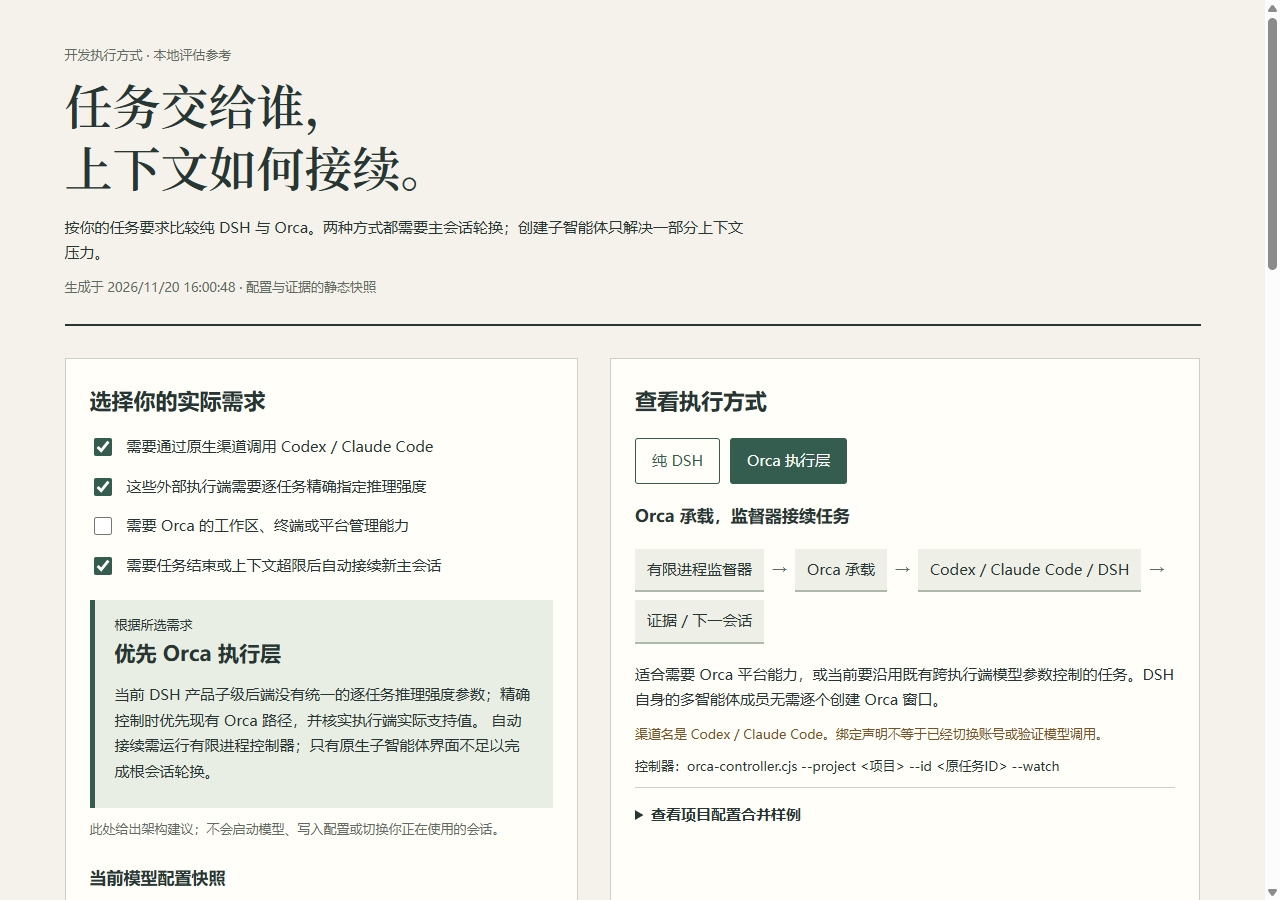 开发执行方式 · 本地评估参考
任务交给谁，
上下文如何接续。
按你的任务要求比较纯 DSH 与 Orca。两种方式都需要主会话轮换；创建子智能体只解决一部分上下文
压力。
生成于 2026/11/20 16:00:48 · 配置与证据的静态快照
选择你的实际需求
需要通过原生渠道调用 Codex / Claude Code
这些外部执行端需要逐任务精确指定推理强度
需要 Orca 的工作区、终端或平台管理能力
需要任务结束或上下文超限后自动接续新主会话
根据所选需求
优先 Orca 执行层
当前 DSH 产品子级后端没有统一的逐任务推理强度参数；精确
控制时优先现有 Orca 路径，并核实执行端实际支持值。 自动
接续需运行有限进程控制器；只有原生子智能体界面不足以完
成根会话轮换。
此处给出架构建议；不会启动模型、写入配置或切换你正在使用的会话。
当前模型配置快照
查看执行方式
纯 DSH
Orca 执行层
Orca 承载，监督器接续任务
有限进程监督器 → Orca 承载 → Codex / Claude Code / DSH →
证据 / 下一会话
适合需要 Orca 平台能力，或当前要沿用既有跨执行端模型参数控制的任务。DSH
自身的多智能体成员无需逐个创建 Orca 窗口。
渠道名是 Codex / Claude Code。绑定声明不等于已经切换账号或验证模型调用。
控制器：orca-controller.cjs --project <项目> --id <原任务ID> --watch
查看项目配置合并样例